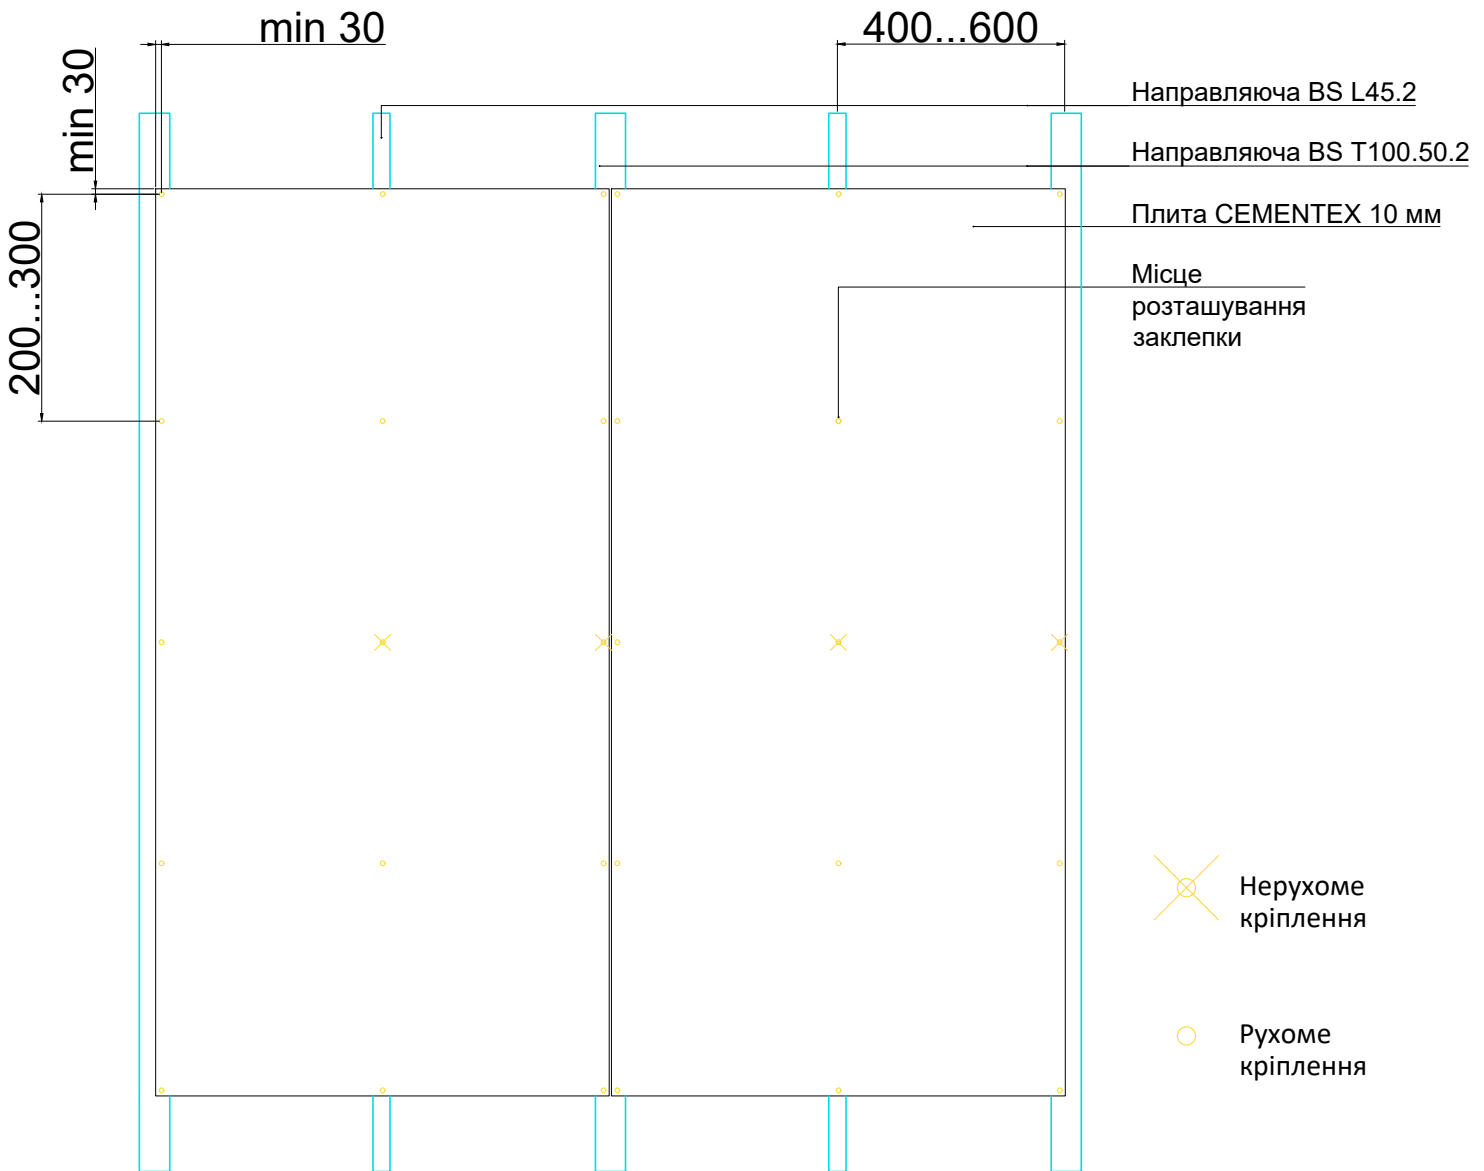 min 30
400...600
min 30
Направляюча BS L45.2
Направляюча BS T100.50.2
Плита CEMENTEX 10 мм
200...300
Місце
розташування
заклепки
Нерухоме
кріплення
Рухоме
кріплення